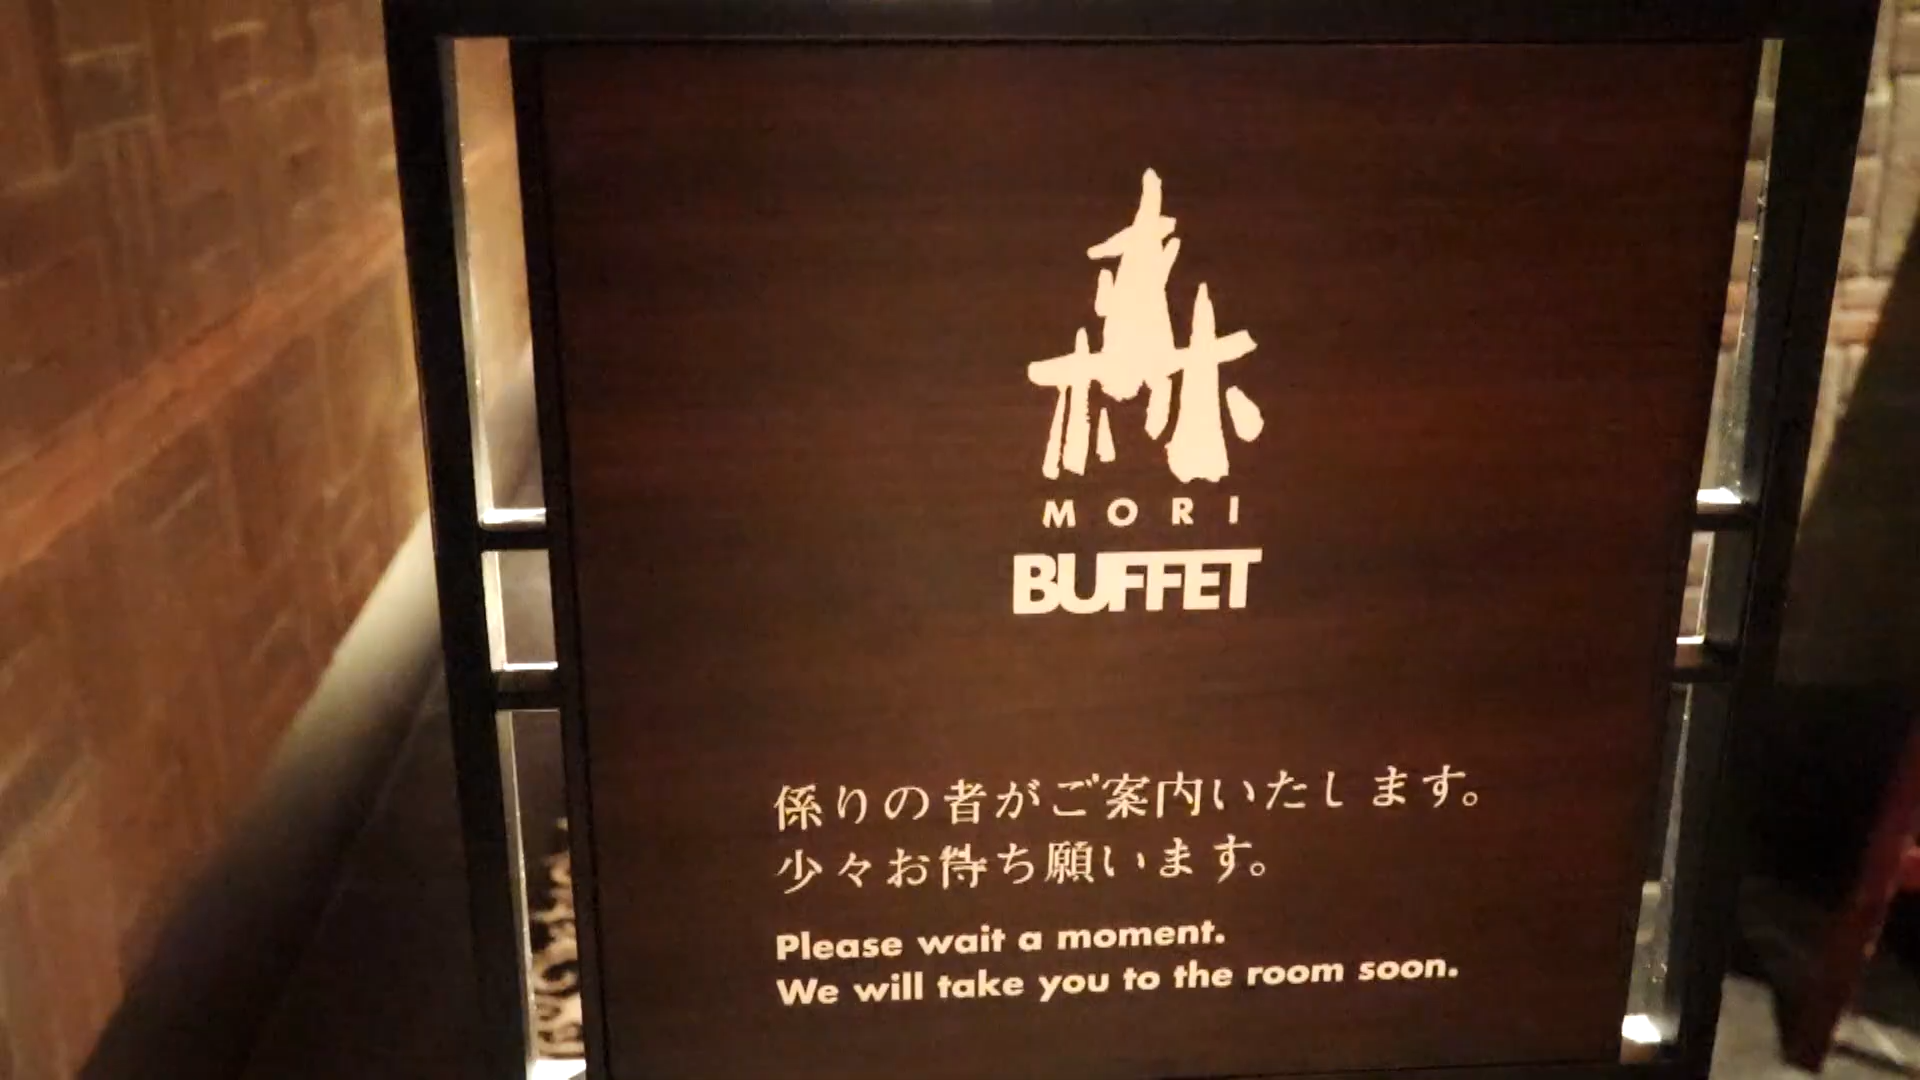 森
MORI
BUFFET
係りの者がご案内いたします。
少々お待ち願います。
Please wait a moment.
We will take you to the room soon.